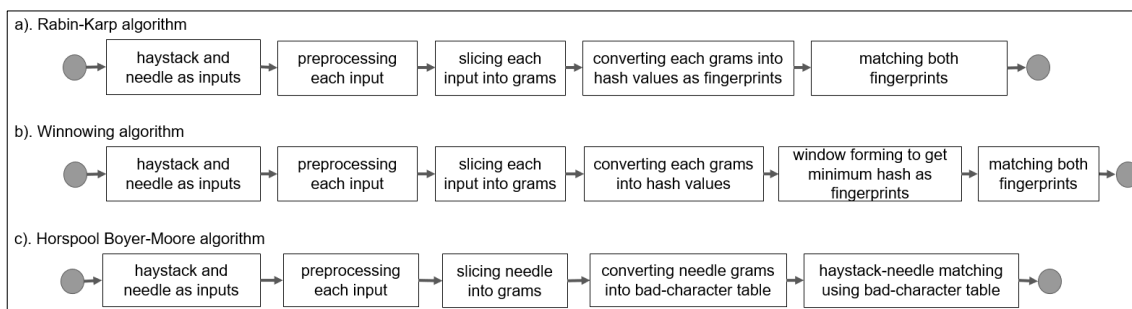 a). Rabin-Karp algorithm
haystack and
needle as inputs
preprocessing
each input
slicing each
input into grams
converting each grams into
hash values as fingerprints
matching both
fingerprints
b). Winnowing algorithm
haystack and
needle as inputs
preprocessing
each input
slicing each
input into grams
converting each grams
into hash values
window forming to get
minimum hash as
fingerprints
matching both
fingerprints
c). Horspool Boyer-Moore algorithm
haystack and
needle as inputs
preprocessing
each input
slicing needle
into grams
converting needle grams
into bad-character table
haystack-needle matching
using bad-character table